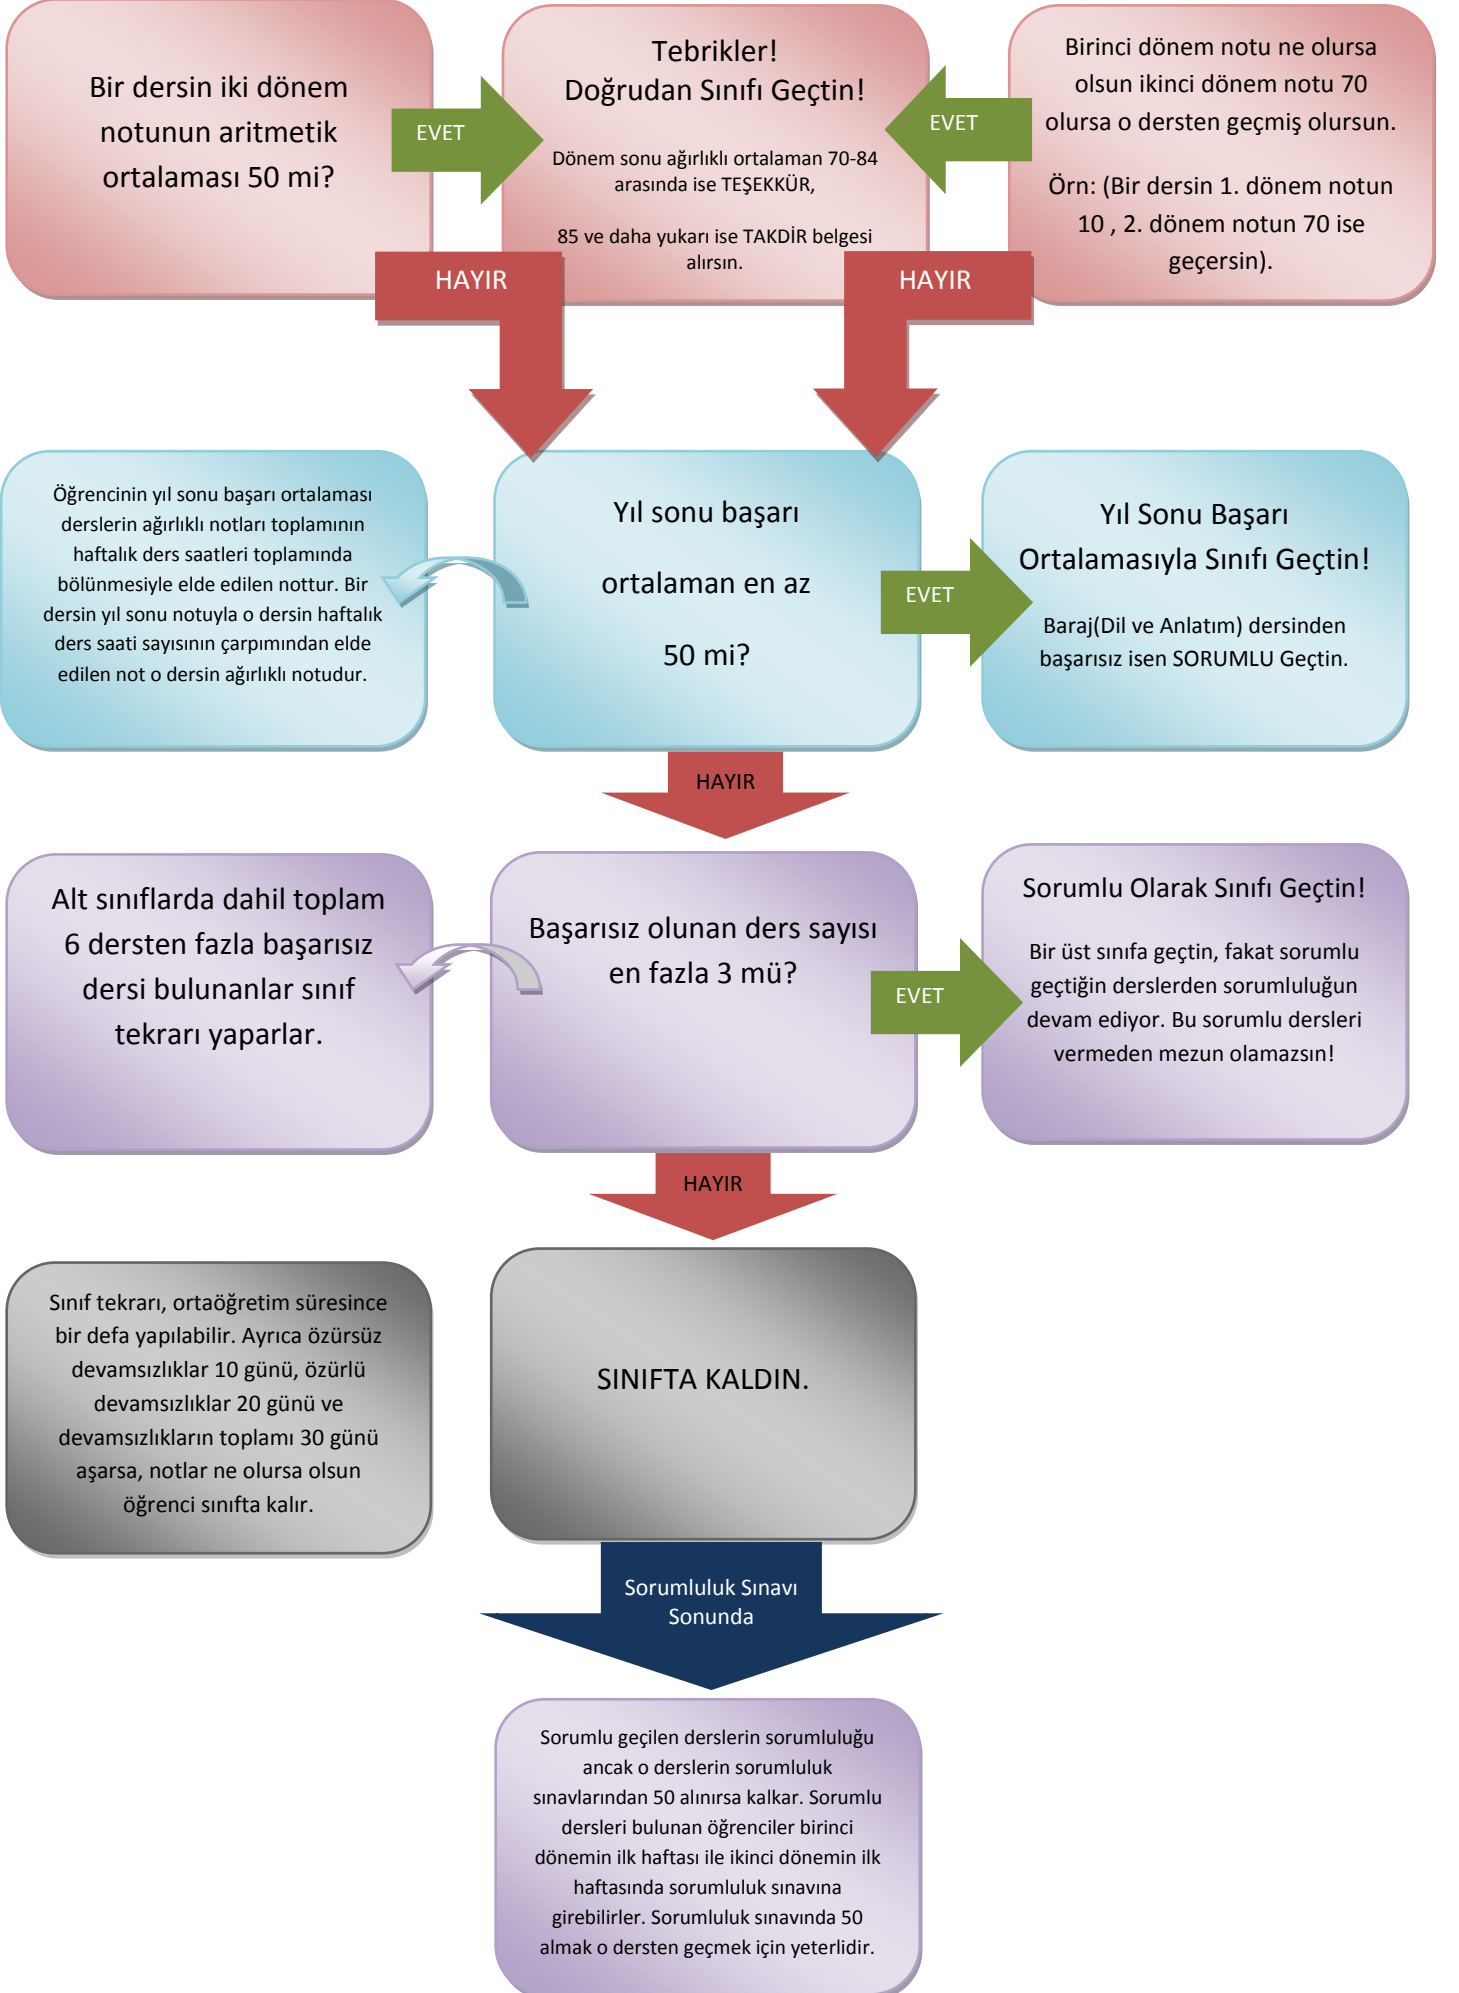 Bir dersin iki dönem
notunun aritmetik
ortalaması 50 mi?
EVET
Tebrikler!
Doğrudan Sınıfı Geçtin!
Dönem sonu ağırlıklı ortalaman 70-84
arasında ise TEŞEKKÜR,
85 ve daha yukarı ise TAKDİR belgesi
alırsın.
EVET
Birinci dönem notu ne olursa
olsun ikinci dönem notu 70
olursa o dersten geçmiş olursun.
Örn: (Bir dersin 1. dönem notun
10 , 2. dönem notun 70 ise
geçersin).
HAYIR
HAYIR
Öğrencinin yıl sonu başarı ortalaması
derslerin ağırlıklı notları toplamının
haftalık ders saatleri toplamında
bölünmesiyle elde edilen nottur. Bir
dersin yıl sonu notuyla o dersin haftalık
ders saati sayısının çarpımından elde
edilen not o dersin ağırlıklı notudur.
Yıl sonu başarı
ortalaman en az
50 mi?
EVET
Yıl Sonu Başarı
Ortalamasıyla Sınıfı Geçtin!
Baraj(Dil ve Anlatım) dersinden
başarısız isen SORUMLU Geçtin.
HAYIR
Alt sınıflarda dahil toplam
6 dersten fazla başarısız
dersi bulunanlar sınıf
tekrarı yaparlar.
Başarısız olunan ders sayısı
en fazla 3 mü?
EVET
Sorumlu Olarak Sınıfı Geçtin!
Bir üst sınıfa geçtin, fakat sorumlu
geçtiğin derslerden sorumluluğun
devam ediyor. Bu sorumlu dersleri
vermeden mezun olamazsın!
HAYIR
Sınıf tekrarı, ortaöğretim süresince
bir defa yapılabilir. Ayrıca özürsüz
devamsızlıklar 10 günü, özürlü
devamsızlıklar 20 günü ve
devamsızlıkların toplamı 30 günü
aşarsa, notlar ne olursa olsun
öğrenci sınıfta kalır.
SINIFTA KALDIN.
Sorumluluk Sınavı
Sonunda
Sorumlu geçilen derslerin sorumluluğu
ancak o derslerin sorumluluk
sınavlarından 50 alınırsa kalkar. Sorumlu
dersleri bulunan öğrenciler birinci
dönemin ilk haftası ile ikinci dönemin ilk
haftasında sorumluluk sınavına
girebilirler. Sorumluluk sınavında 50
almak o dersten geçmek için yeterlidir.